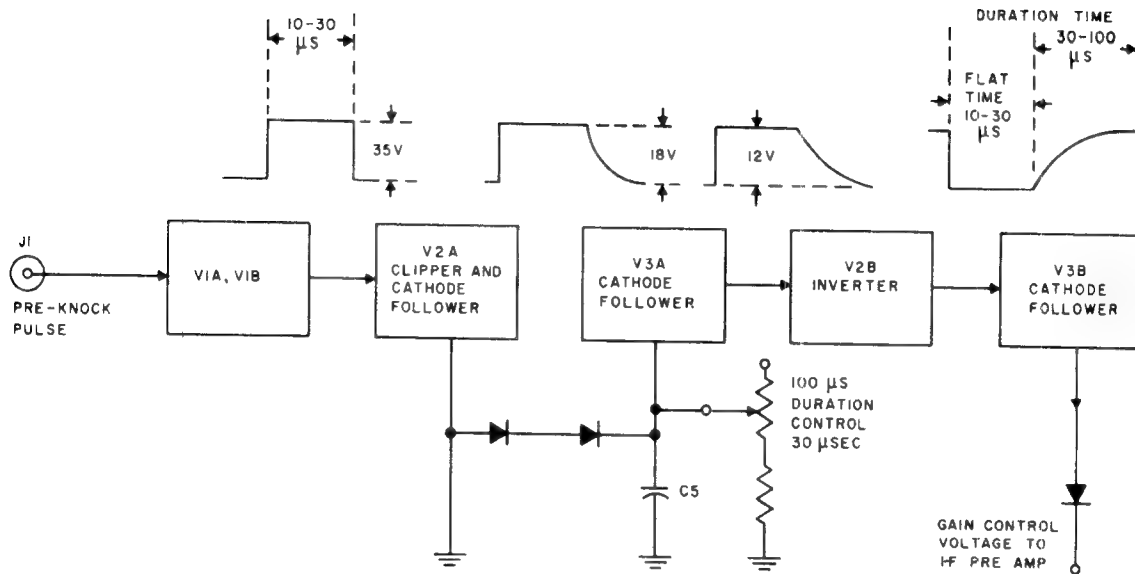 10-30
μS
35V
18V
12V
DURATION TIME
30-100
μS
FLAT
TIME
10-30
μS
J1
PRE-KNOCK
PULSE
V1A, V1B
V2A
CLIPPER AND
CATHODE
FOLLOWER
V3A
CATHODE
FOLLOWER
V2B
INVERTER
V3B
CATHODE
FOLLOWER
100 μS
DURATION
CONTROL
30 μSEC
C5
GAIN CONTROL
VOLTAGE TO
I-F PRE AMP